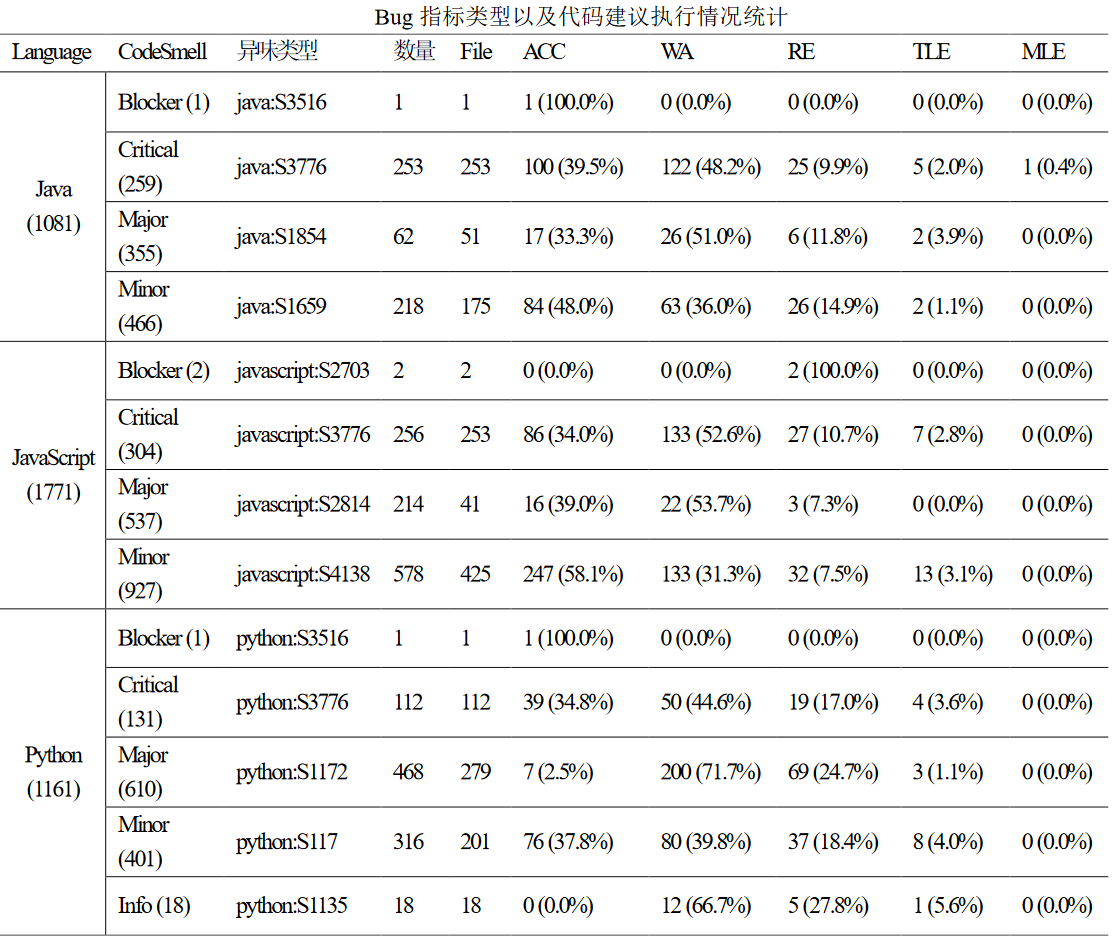 Bug 指标类型以及代码建议执行情况统计
Language CodeSmell 异味类型 数量 File ACC WA RE TLE MLE
Java (1081)
Blocker (1) java:S3516 1 1 1 (100.0%) 0 (0.0%) 0 (0.0%) 0 (0.0%) 0 (0.0%)
Critical (259) java:S3776 253 253 100 (39.5%) 122 (48.2%) 25 (9.9%) 5 (2.0%) 1 (0.4%)
Major (355) java:S1854 62 51 17 (33.3%) 26 (51.0%) 6 (11.8%) 2 (3.9%) 0 (0.0%)
Minor (466) java:S1659 218 175 84 (48.0%) 63 (36.0%) 26 (14.9%) 2 (1.1%) 0 (0.0%)
JavaScript (1771)
Blocker (2) javascript:S2703 2 2 0 (0.0%) 0 (0.0%) 2 (100.0%) 0 (0.0%) 0 (0.0%)
Critical (304) javascript:S3776 256 253 86 (34.0%) 133 (52.6%) 27 (10.7%) 7 (2.8%) 0 (0.0%)
Major (537) javascript:S2814 214 41 16 (39.0%) 22 (53.7%) 3 (7.3%) 0 (0.0%) 0 (0.0%)
Minor (927) javascript:S4138 578 425 247 (58.1%) 133 (31.3%) 32 (7.5%) 13 (3.1%) 0 (0.0%)
Python (1161)
Blocker (1) python:S3516 1 1 1 (100.0%) 0 (0.0%) 0 (0.0%) 0 (0.0%) 0 (0.0%)
Critical (131) python:S3776 112 112 39 (34.8%) 50 (44.6%) 19 (17.0%) 4 (3.6%) 0 (0.0%)
Major (610) python:S1172 468 279 7 (2.5%) 200 (71.7%) 69 (24.7%) 3 (1.1%) 0 (0.0%)
Minor (401) python:S117 316 201 76 (37.8%) 80 (39.8%) 37 (18.4%) 8 (4.0%) 0 (0.0%)
Info (18) python:S1135 18 18 0 (0.0%) 12 (66.7%) 5 (27.8%) 1 (5.6%) 0 (0.0%)